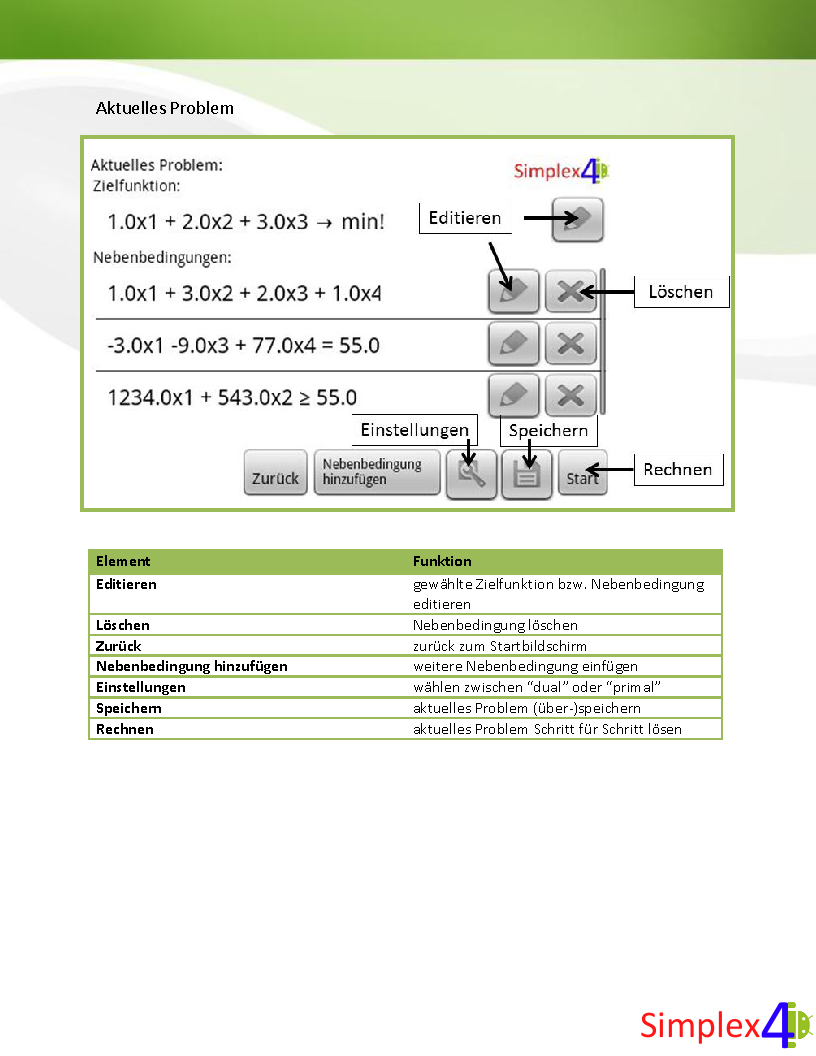 Aktuelles Problem
Aktuelles Problem:
Simplex4
Zielfunktion:
1.0x1 + 2.0x2 + 3.0x3 → min!
Editieren
Nebenbedingungen:
1.0x1 + 3.0x2 + 2.0x3 + 1.0x4
Löschen
-3.0x1 -9.0x3 + 77.0x4 = 55.0
1234.0x1 + 543.0x2 ≥ 55.0
Einstellungen
Speichern
Rechnen
Zurück
Nebenbedingung
hinzufügen
Start
Element Funktion
Editieren gewählte Zielfunktion bzw. Nebenbedingung
editieren
Löschen Nebenbedingung löschen
Zurück zurück zum Startbildschirm
Nebenbedingung hinzufügen weitere Nebenbedingung einfügen
Einstellungen wählen zwischen “dual” oder “primal”
Speichern aktuelles Problem (über-)speichern
Rechnen aktuelles Problem Schritt für Schritt lösen
Simplex4